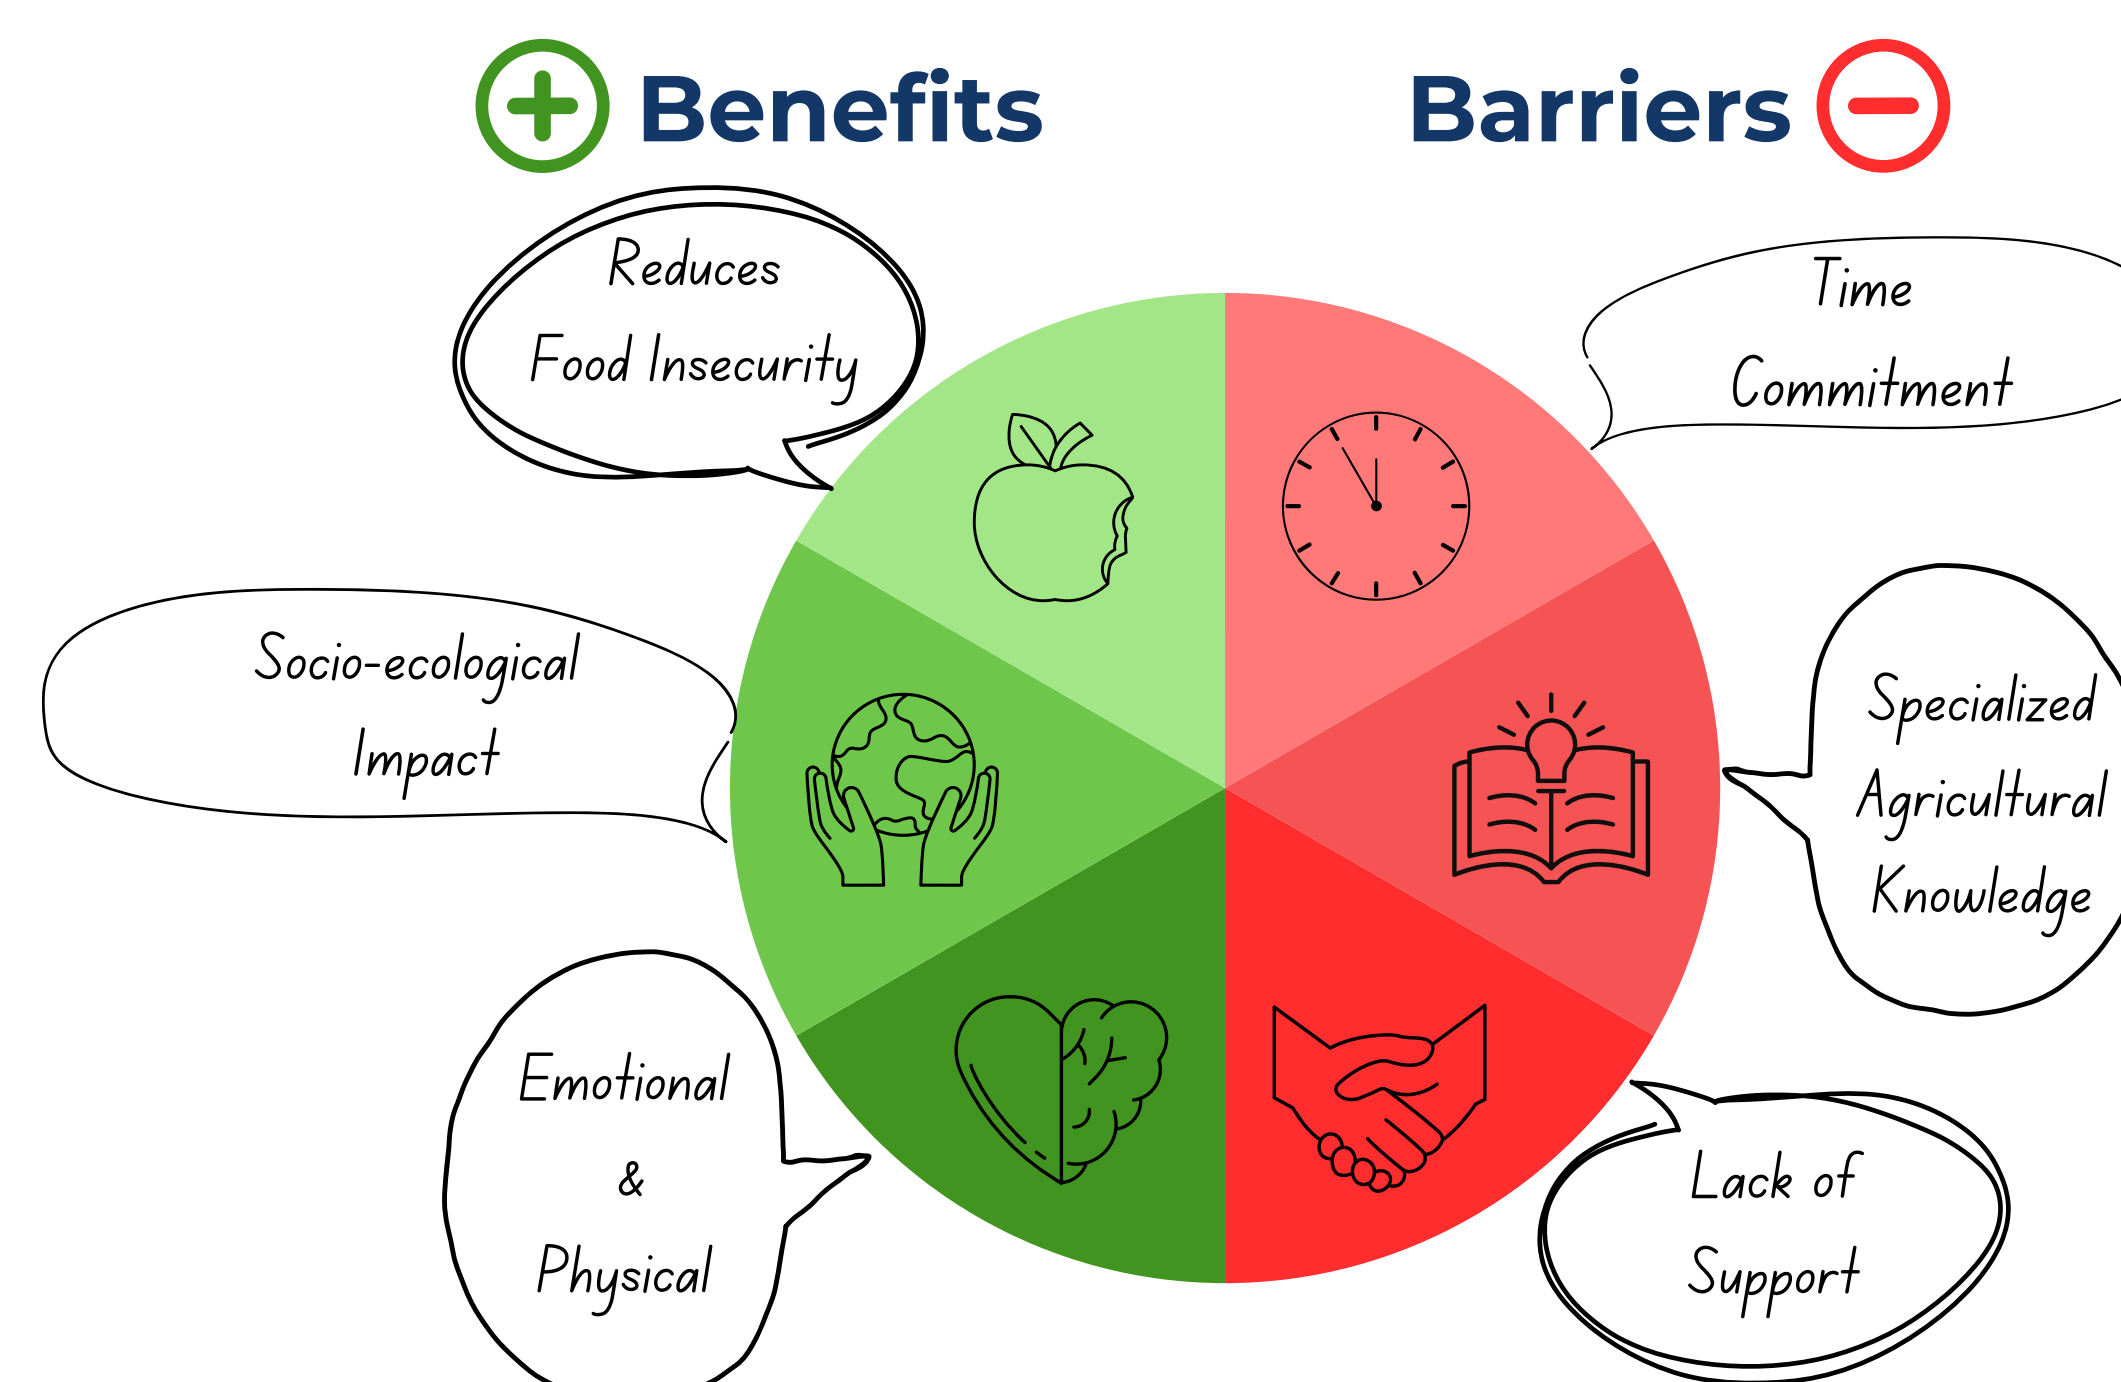 Benefits
Barriers
Reduces
Food Insecurity
Time
Commitment
Socio-ecological
Impact
Specialized
Agricultural
Knowledge
Emotional
&
Physical
Lack of
Support